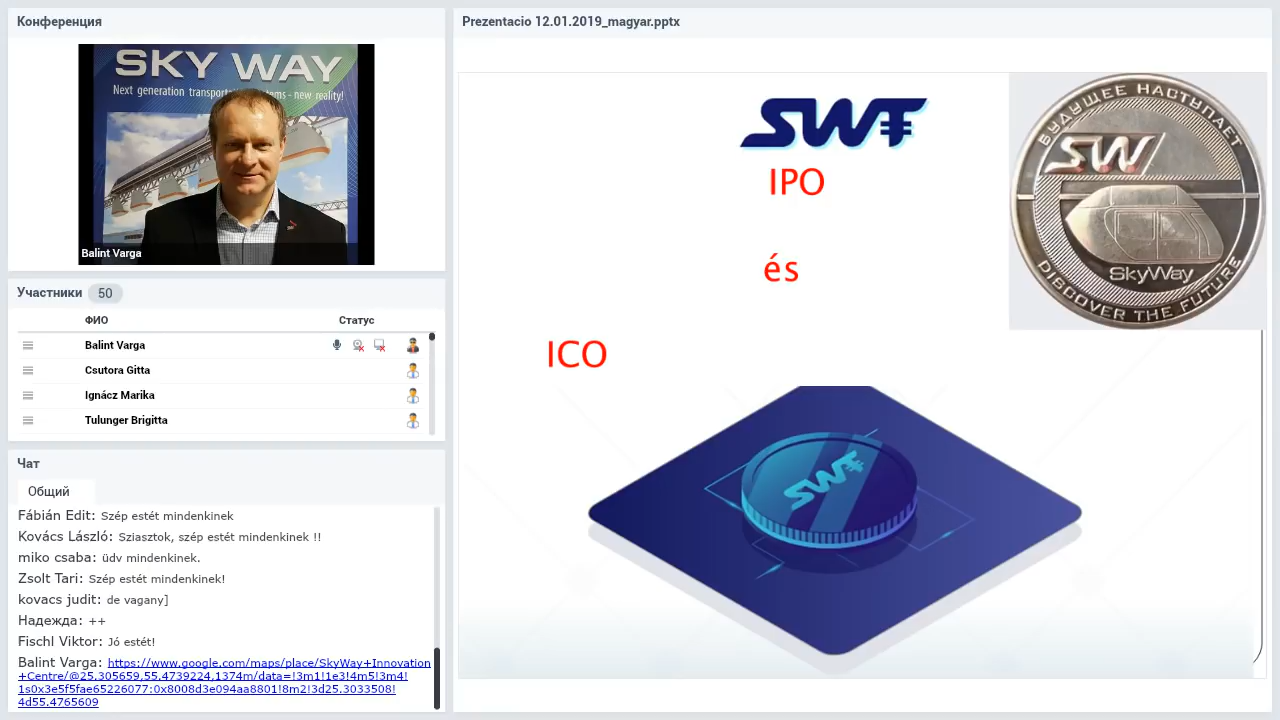 Конференция
SKY WAY
Next generation
new reality!
Balint Varga
Участники 50
ФИО Статус
Balint Varga
Csutora Gitta
Ignácz Marika
Tulunger Brigitta
Чат
Общий
Fábián Edit: Szép estét mindenkinek
Kovács László: Sziasztok, szép estét mindenkinek !!
miko csaba: üdv mindenkinek.
Zsolt Tari: Szép estét mindenkinek!
kovacs judit: de vagany]
Надежда: ++
Fischl Viktor: Jó estét!
Balint Varga: https://www.google.com/maps/place/SkyWay+Innovation
+Centre/@25.305659,55.4739224,1374m/data=!3m1!1e3!4m5!3m4!
1s0x3e5f5fae65226077:0x8008d3e094aa8801!8m2!3d25.3033508!
4d55.4765609
Prezentacio 12.01.2019_magyar.pptx
SWT
IPO
és
ICO
БУДУЩЕЕ НАСТУПАЕТ
SW
SkyWay
DISCOVER THE FUTURE
SWT